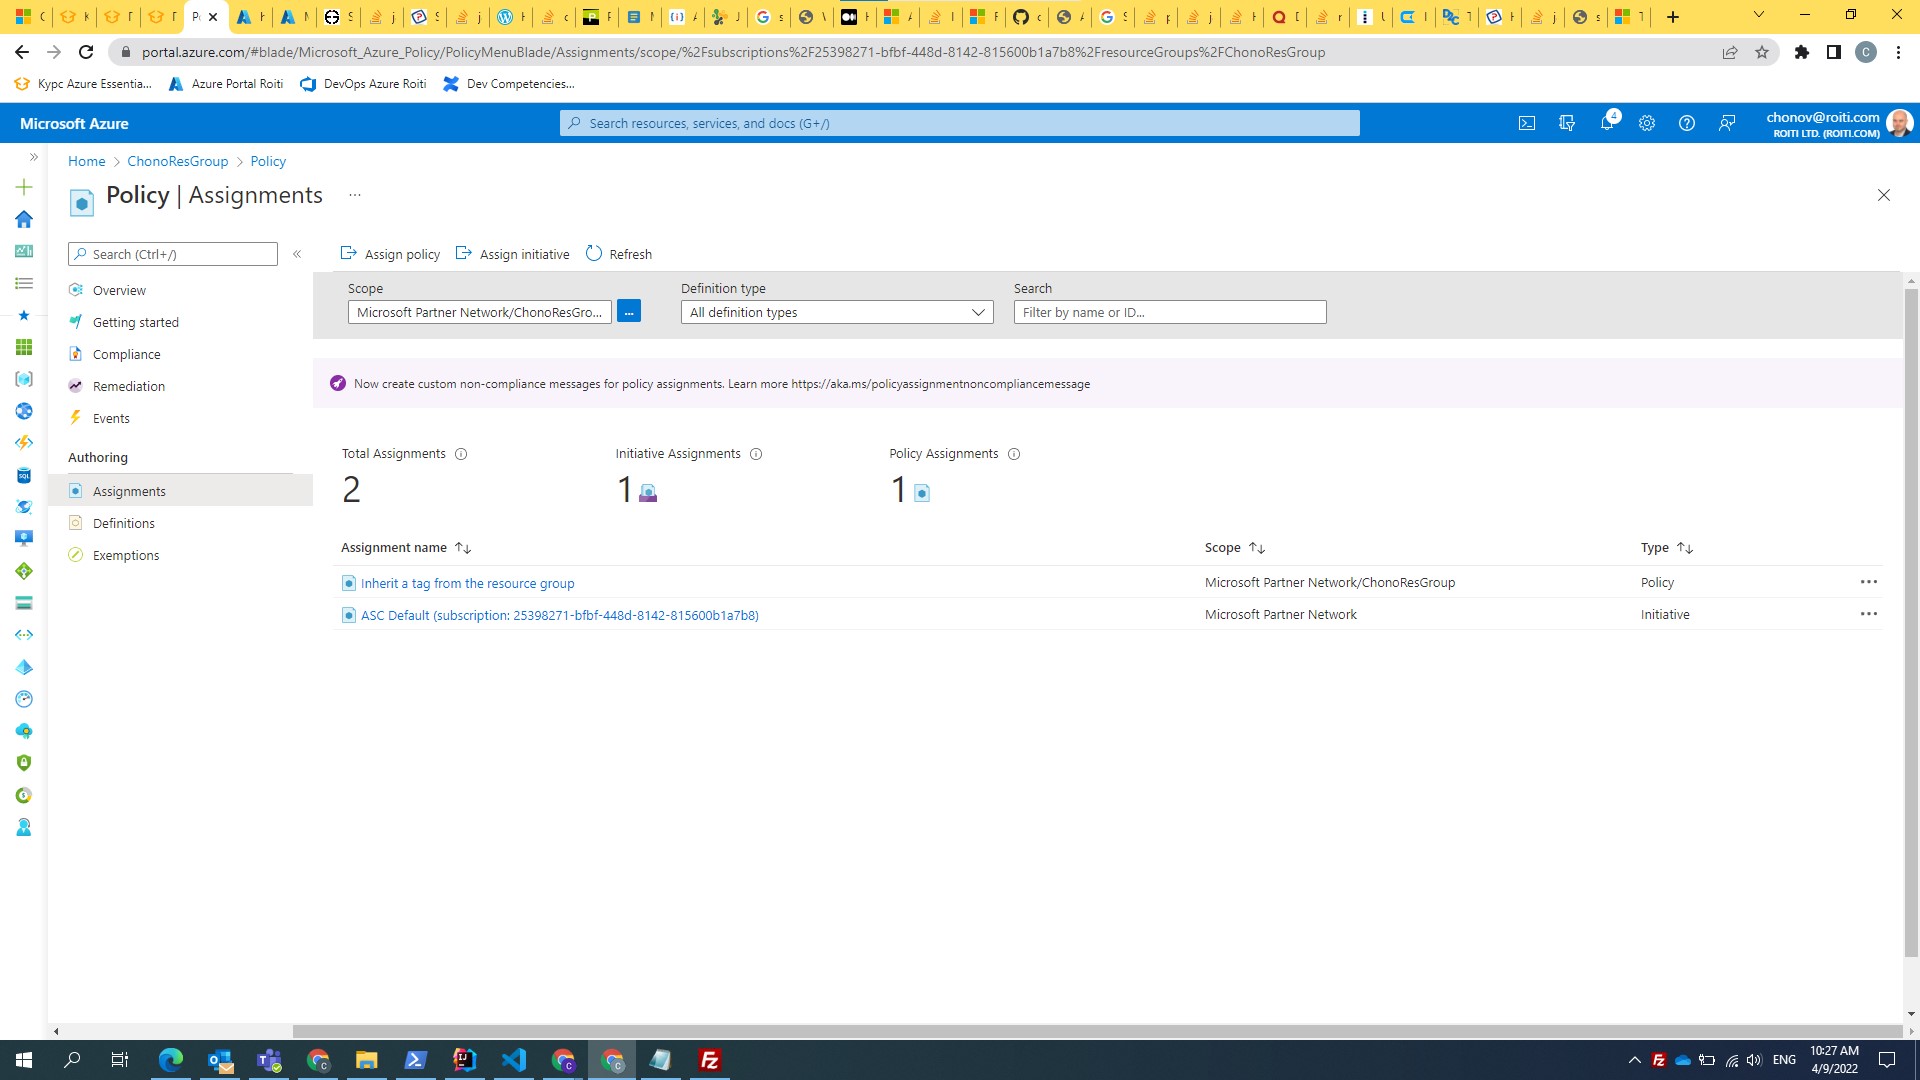 portal.azure.com/#blade/Microsoft_Azure_Policy/PolicyMenuBlade/Assignments/scope/%2Fsubscriptions%2F25398271-bfbf-448d-8142-815600b1a7b8%2FresourceGroups%2FChonoResGroup
C
Курс Azure Essentia...
Azure Portal Roiti
DevOps Azure Roiti
Dev Competencies...
Microsoft Azure
Search resources, services, and docs (G+/)
4
chonov@roiti.com
ROITI LTD. (ROITI.COM)
Home > ChonoResGroup > Policy
Policy | Assignments ...
Search (Ctrl+/)
«
Assign policy
Assign initiative
Refresh
Overview
Getting started
Compliance
Remediation
Events
Authoring
Assignments
Definitions
Exemptions
Scope
Definition type
Search
Microsoft Partner Network/ChonoResGro...
...
All definition types
Filter by name or ID...
Now create custom non-compliance messages for policy assignments. Learn more https://aka.ms/policyassignmentnoncompliancemessage
Total Assignments
Initiative Assignments
Policy Assignments
2
1
1
Assignment name
Scope
Type
Inherit a tag from the resource group
Microsoft Partner Network/ChonoResGroup
Policy
ASC Default (subscription: 25398271-bfbf-448d-8142-815600b1a7b8)
Microsoft Partner Network
Initiative
ENG
10:27 AM
4/9/2022